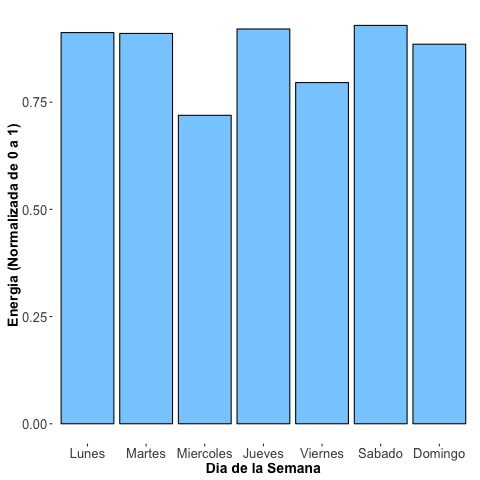 Energia (Normalizada de 0 a 1)
0.75
0.50
0.25
0.00
Lunes Martes Miercoles Jueves Viernes Sabado Domingo
Dia de la Semana